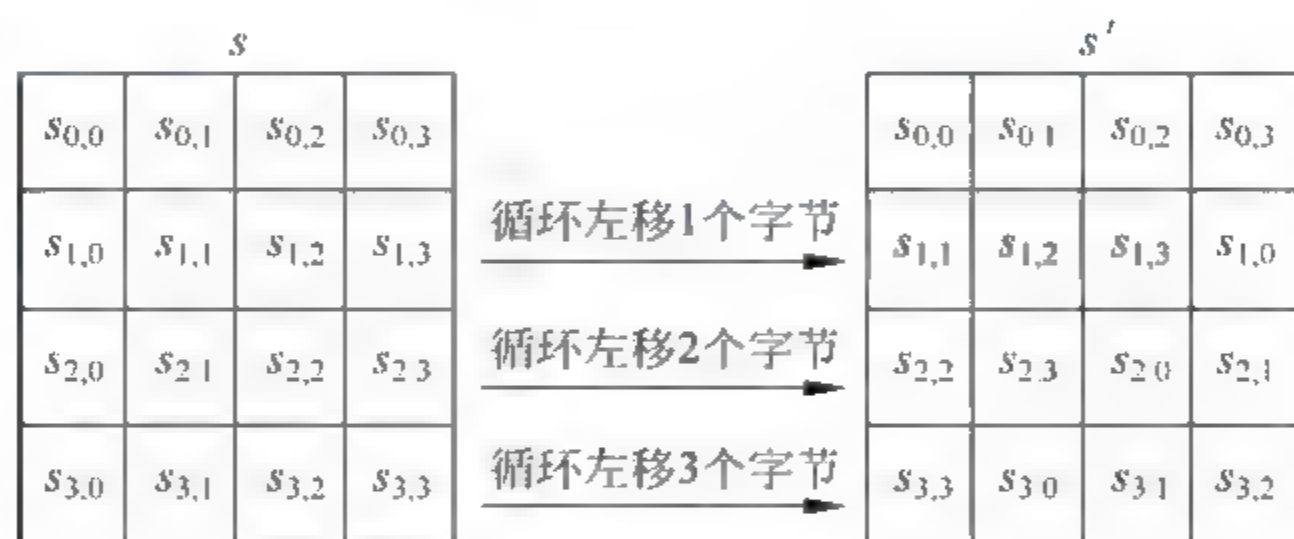 s s′
s0,0 s0,1 s0,2 s0,3 s0 1 s0,0 s0,2 s0,3
循环左移1个字节
s1,0 s1,1 s1,2 s1,3 s1,1 s1,2 s1,3 s1,0
循环左移2个字节
s2,0 s2 1 s2,2 s2 3 s2,2 s2,3 s2 0 s2,1
循环左移3个字节
s3,0 s3,1 s3,2 s3,3 s3,3 s3 0 s3 1 s3,2